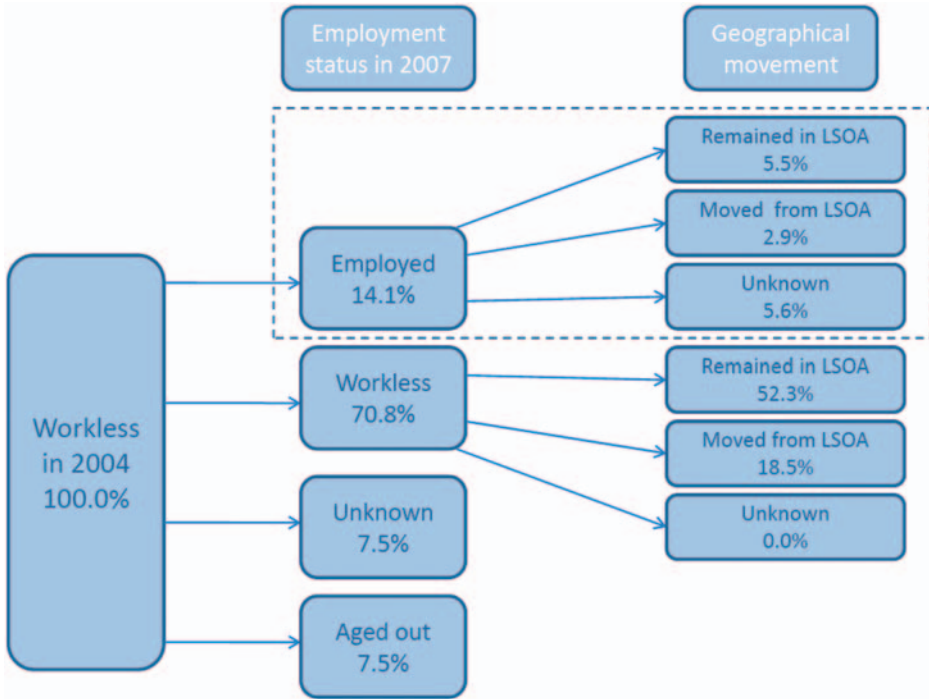 Employment
status in 2007
Geographical
movement
Remained in LSOA
5.5%
Moved from LSOA
2.9%
Employed
14.1%
Unknown
5.6%
Workless
70.8%
Remained in LSOA
52.3%
Moved from LSOA
18.5%
Workless
in 2004
100.0%
Unknown
7.5%
Unknown
0.0%
Aged out
7.5%